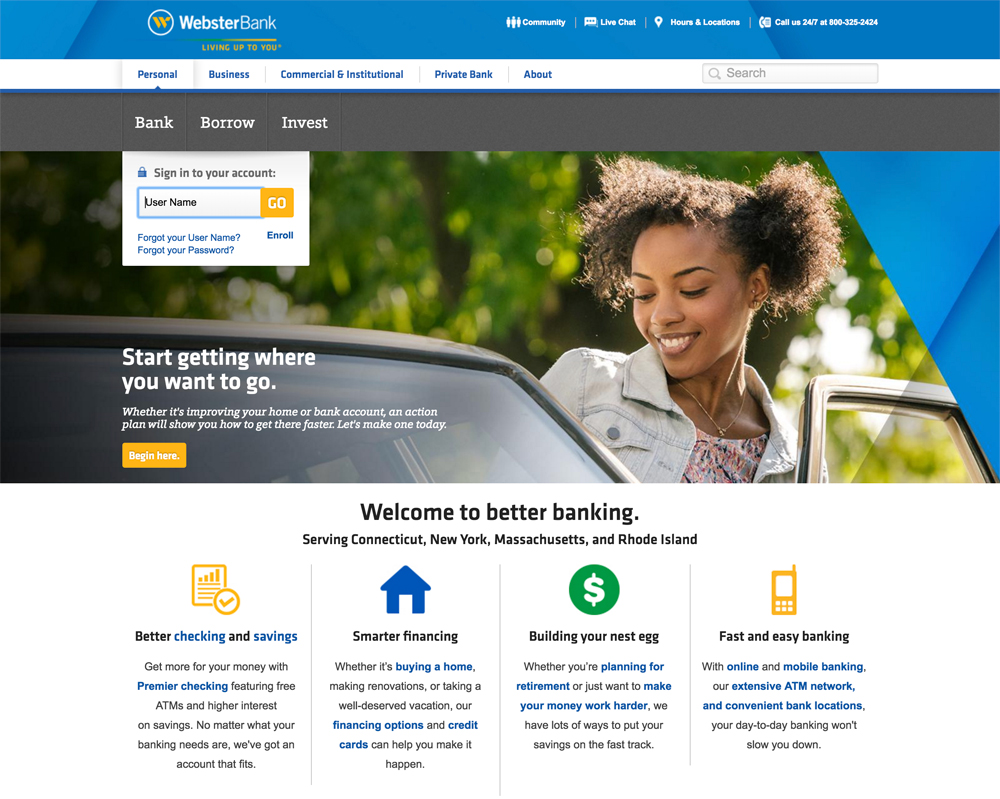 WebsterBank
LIVING UP TO YOU®
Community
Live Chat
Hours & Locations
Call us 24/7 at 800-325-2424
Personal
Business
Commercial & Institutional
Private Bank
About
Search
Bank
Borrow
Invest
Sign in to your account:
User Name
GO
Forgot your User Name?
Enroll
Forgot your Password?
Start getting where
you want to go.
Whether it's improving your home or bank account, an action
plan will show you how to get there faster. Let's make one today.
Begin here.
Welcome to better banking.
Serving Connecticut, New York, Massachusetts, and Rhode Island
Better checking and savings
Get more for your money with
Premier checking featuring free
ATMs and higher interest
on savings. No matter what your
banking needs are, we've got an
account that fits.
Smarter financing
Whether it's buying a home,
making renovations, or taking a
well-deserved vacation, our
financing options and credit
cards can help you make it
happen.
Building your nest egg
Whether you're planning for
retirement or just want to make
your money work harder, we
have lots of ways to put your
savings on the fast track.
Fast and easy banking
With online and mobile banking,
our extensive ATM network,
and convenient bank locations,
your day-to-day banking won't
slow you down.